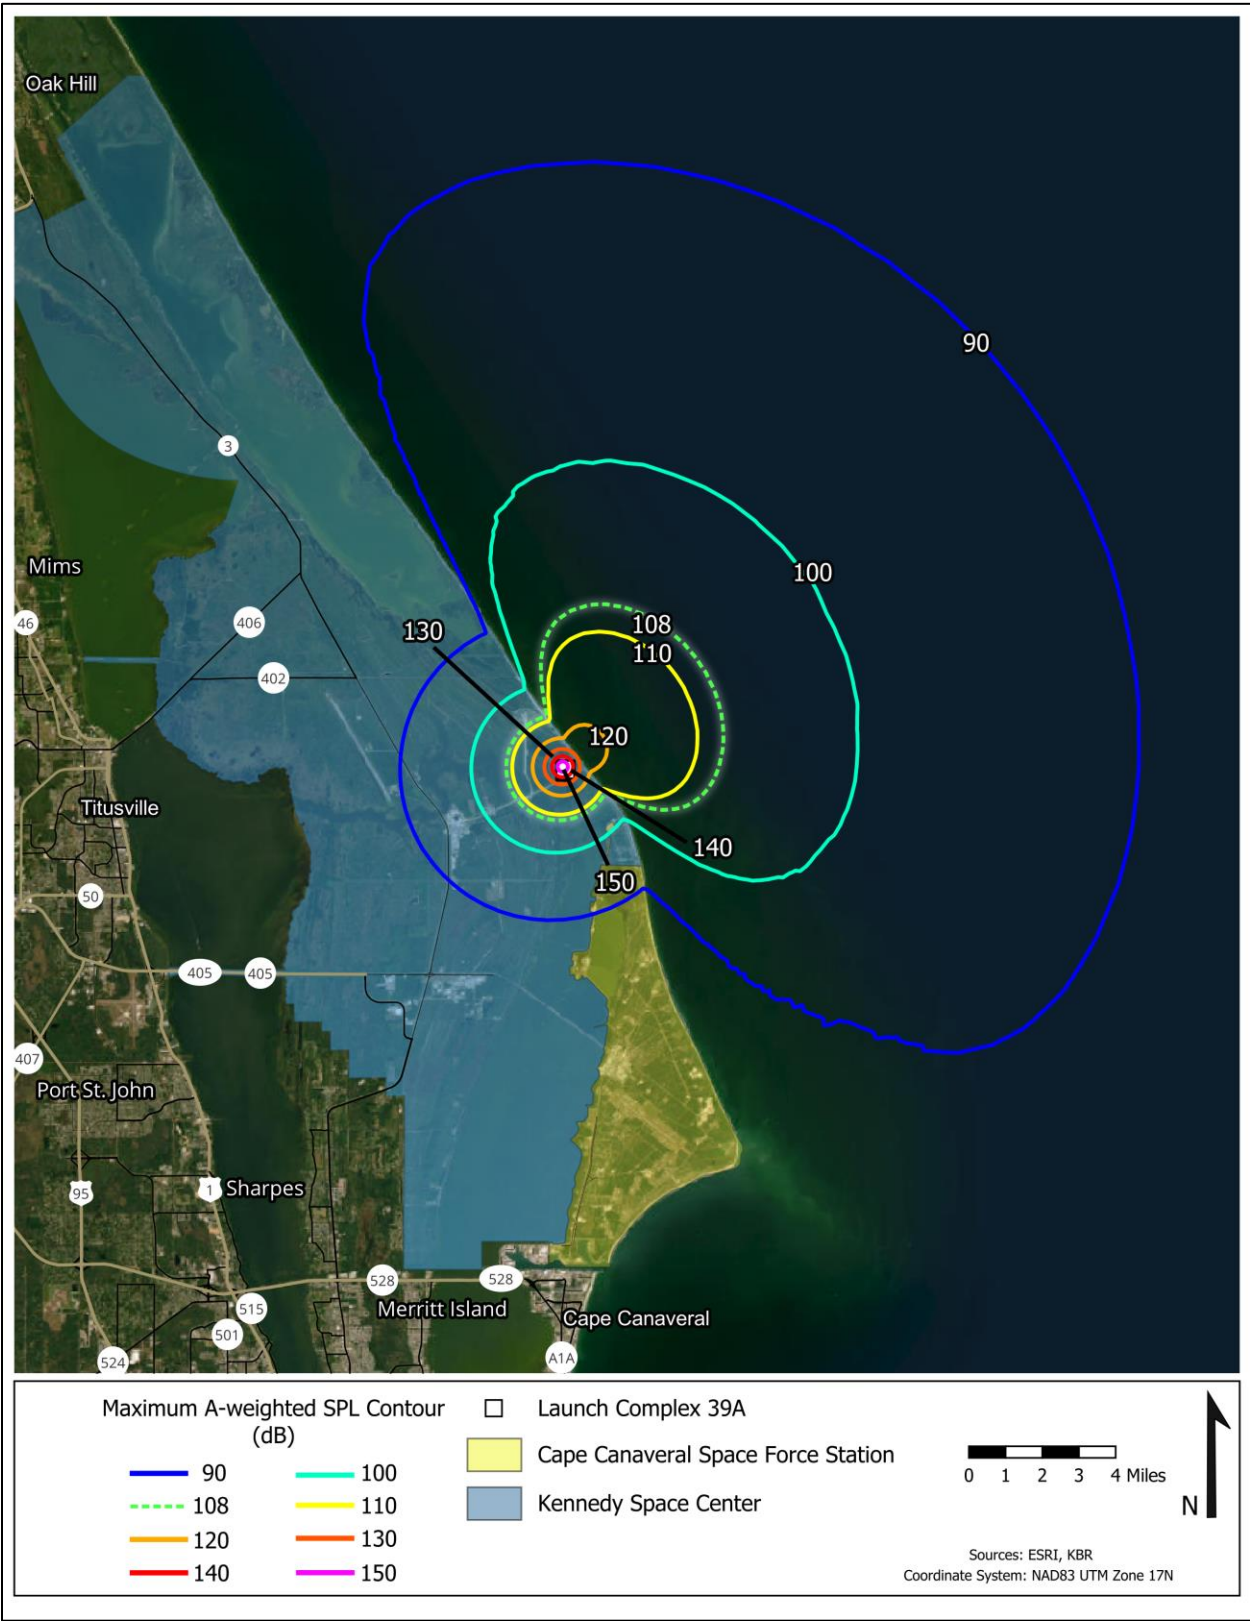 Oak Hill
90
3
100
Mims
46
406
130
108
110
402
120
Titusville
140
150
50
405
405
407
Port St. John
95
1
Sharpes
528
528
515
Merritt Island
Cape Canaveral
501
524
A1A
Maximum A-weighted SPL Contour
(dB)
90
100
108
110
120
130
140
150
Launch Complex 39A
Cape Canaveral Space Force Station
Kennedy Space Center
0 1 2 3 4 Miles
N
Sources: ESRI, KBR
Coordinate System: NAD83 UTM Zone 17N